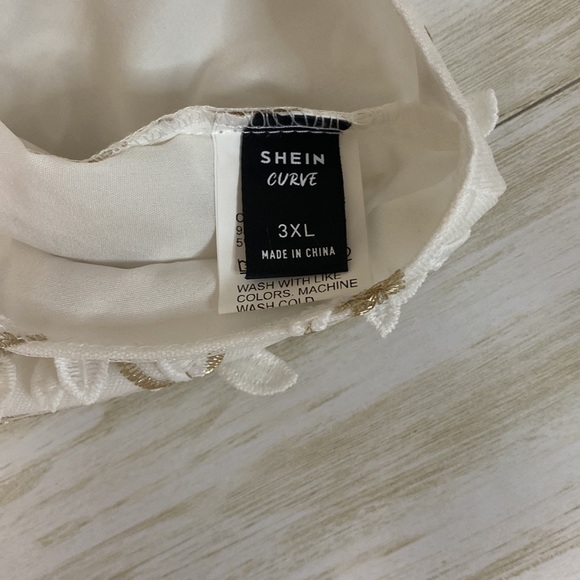 SHEIN
CURVE
3XL
MADE IN CHINA
WASH WITH LIKE
COLORS. MACHINE
WASH COLD